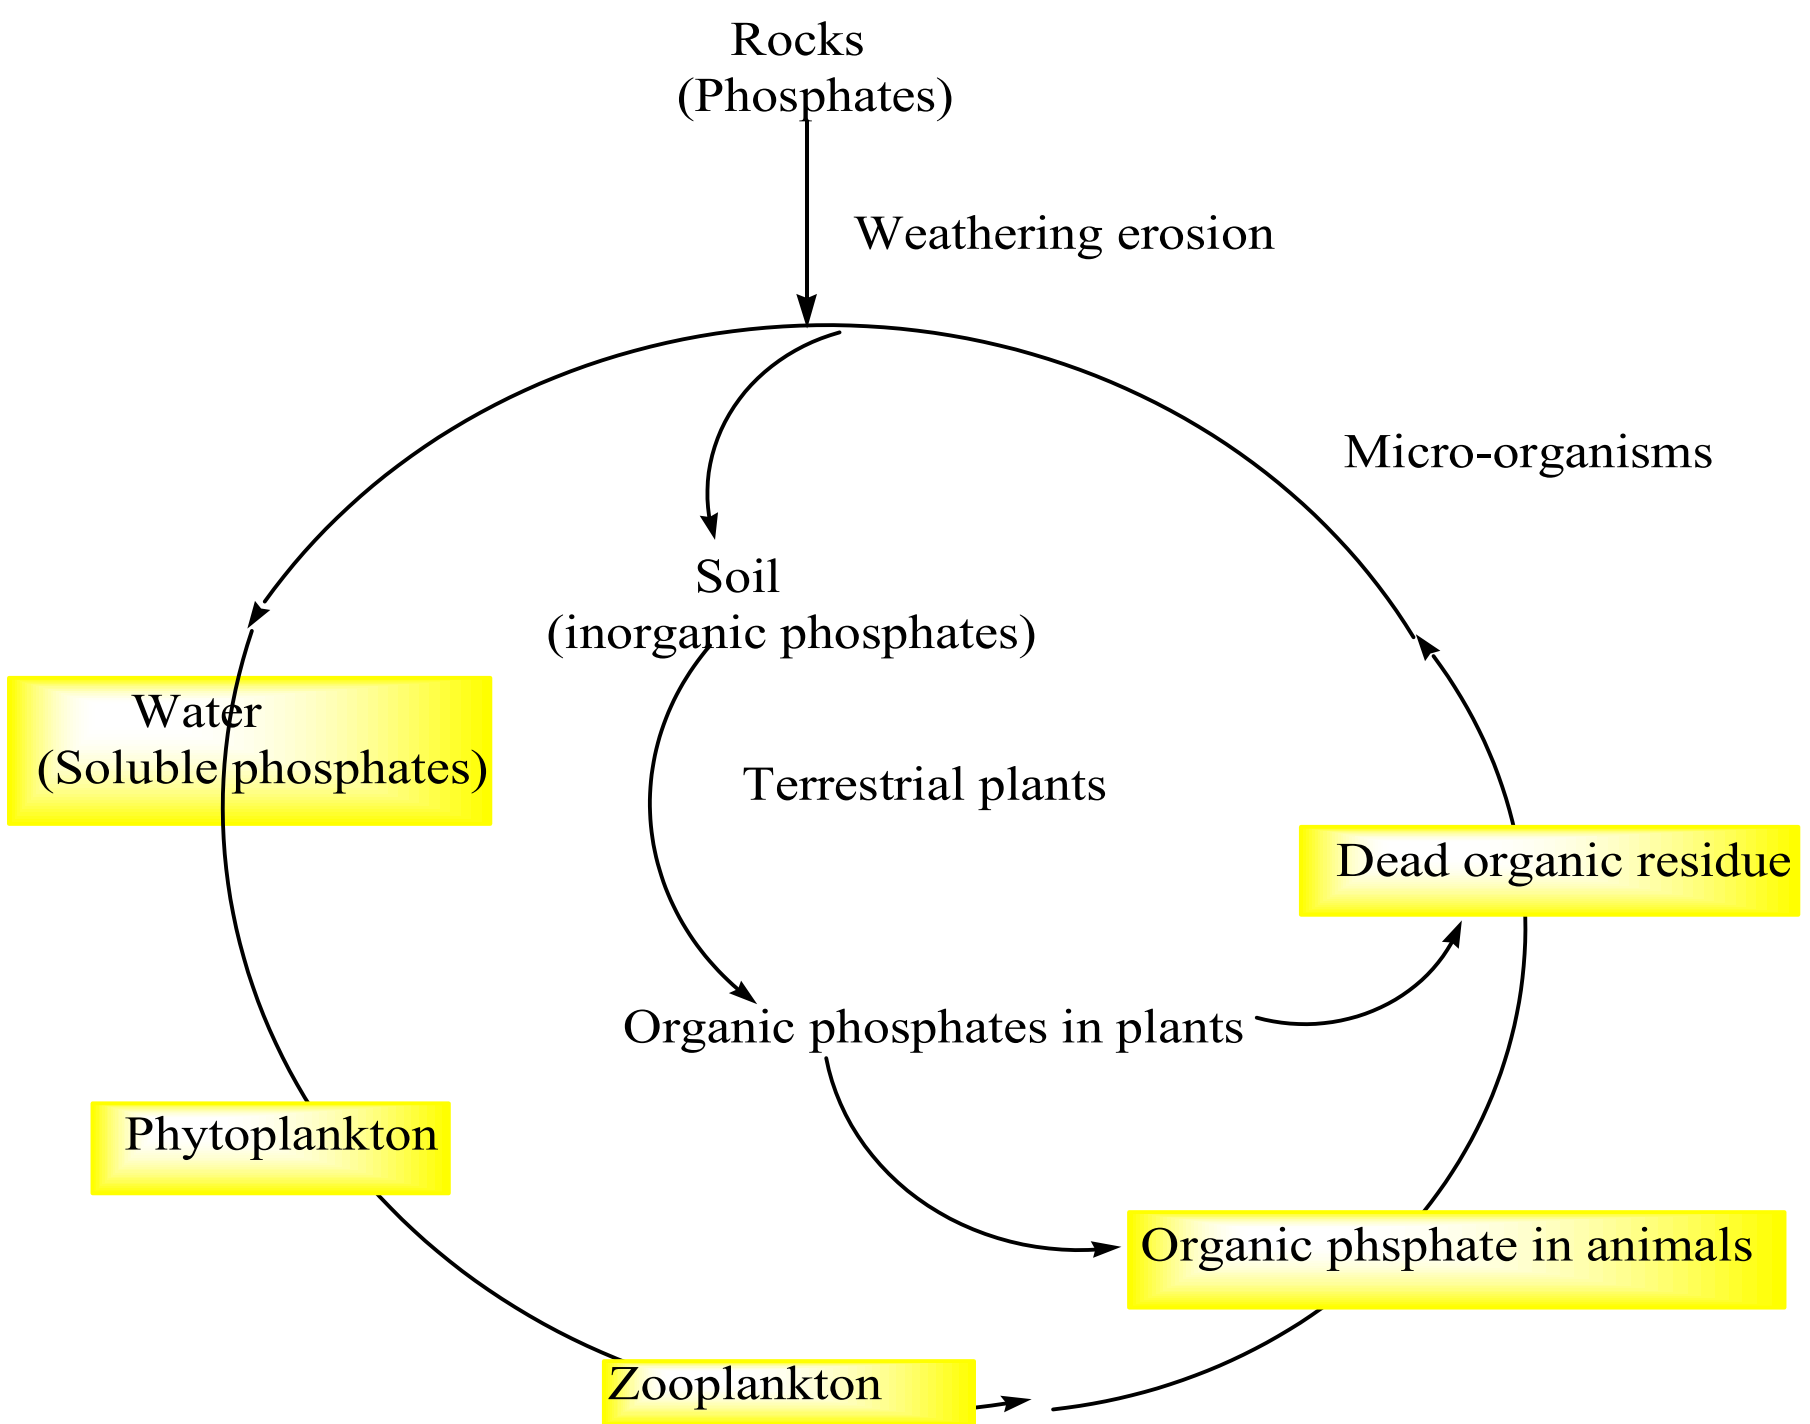 Rocks
(Phosphates)
Weathering erosion
Micro-organisms
Soil
(inorganic phosphates)
Water
(Soluble phosphates)
Terrestrial plants
Dead organic residue
Organic phosphates in plants
Phytoplankton
Organic phsphate in animals
Zooplankton